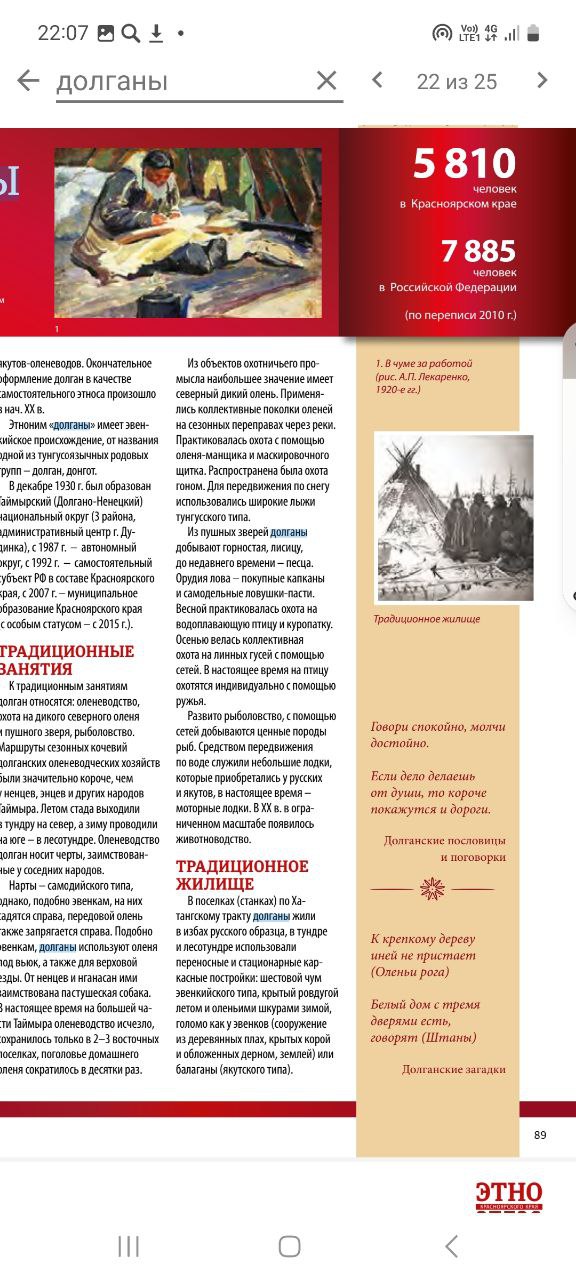 22:07
Vo)) 4G
LTE1
долганы
22 из 25
Ы
5 810
человек
в Красноярском крае
7 885
человек
в Российской Федерации
(по переписи 2010 г.)
м
1
якутов-оленеводов. Окончательное
оформление долган в качестве
самостоятельного этноса произошло
в нач. XX в.
Этноним «долганы» имеет эвен-
кийское происхождение, от названия
одной из тунгусоязычных родовых
групп – долган, донгот.
В декабре 1930 г. был образован
Таймырский (Долгано-Ненецкий)
национальный округ (3 района,
административный центр г. Ду-
динка), с 1987 г. – автономный
округ, с 1992 г. – самостоятельный
субъект РФ в составе Красноярского
края, с 2007 г. – муниципальное
образование Красноярского края
(с особым статусом – с 2015 г.).
ТРАДИЦИОННЫЕ
ЗАНЯТИЯ
К традиционным занятиям
долган относятся: оленеводство,
охота на дикого северного оленя
и пушного зверя, рыболовство.
Маршруты сезонных кочевий
долганских оленеводческих хозяйств
были значительно короче, чем
у ненцев, энцев и других народов
Таймыра. Летом стада выходили
в тундру на север, а зиму проводили
на юге – в лесотундре. Оленеводство
долган носит черты, заимствован-
ные у соседних народов.
Нарты – самодийского типа,
однако, подобно эвенкам, на них
садятся справа, передовой олень
также запрягается справа. Подобно
эвенкам, долганы используют оленя
под вьюк, а также для верховой
езды. От ненцев и нганасан ими
заимствована пастушеская собака.
В настоящее время на большей ча-
сти Таймыра оленеводство исчезло,
сохранилось только в 2–3 восточных
поселках, поголовье домашнего
оленя сократилось в десятки раз.
Из объектов охотничьего про-
мысла наибольшее значение имеет
северный дикий олень. Применя-
лись коллективные поколки оленей
на сезонных переправах через реки.
Практиковалась охота с помощью
оленя-манщика и маскировочного
щитка. Распространена была охота
гоном. Для передвижения по снегу
использовались широкие лыжи
тунгусского типа.
Из пушных зверей долганы
добывают горностая, лисицу,
до недавнего времени – песца.
Орудия лова – покупные капканы
и самодельные ловушки-пасти.
Весной практиковалась охота на
водоплавающую птицу и куропатку.
Осенью велась коллективная
охота на линных гусей с помощью
сетей. В настоящее время на птицу
охотятся индивидуально с помощью
ружья.
Развито рыболовство, с помощью
сетей добываются ценные породы
рыб. Средством передвижения
по воде служили небольшие лодки,
которые приобретались у русских
и якутов, в настоящее время –
моторные лодки. В XX в. в огра-
ниченном масштабе появилось
животноводство.
ТРАДИЦИОННОЕ
ЖИЛИЩЕ
В поселках (станках) по Ха-
тангскому тракту долганы жили
в избах русского образца, в тундре
и лесотундре использовали
переносные и стационарные кар-
касные постройки: шестовой чум
эвенкийского типа, крытый ровдугой
летом и оленьими шкурами зимой,
голомо как у эвенков (сооружение
из деревянных плах, крытых корой
и обложенных дерном, землей) или
балаганы (якутского типа).
1. В чуме за работой
(рис. А.П. Лекаренко,
1920-е гг.)
Традиционное жилище
Говори спокойно, молчи
достойно.
Если дело делаешь
от души, то короче
покажутся и дороги.
Долганские пословицы
и поговорки
К крепкому дереву
иней не пристает
(Оленьи рога)
Белый дом с тремя
дверями есть,
говорят (Штаны)
Долганские загадки
89
ЭТНО
КРАСНОЯРСКОГО КРАЯ